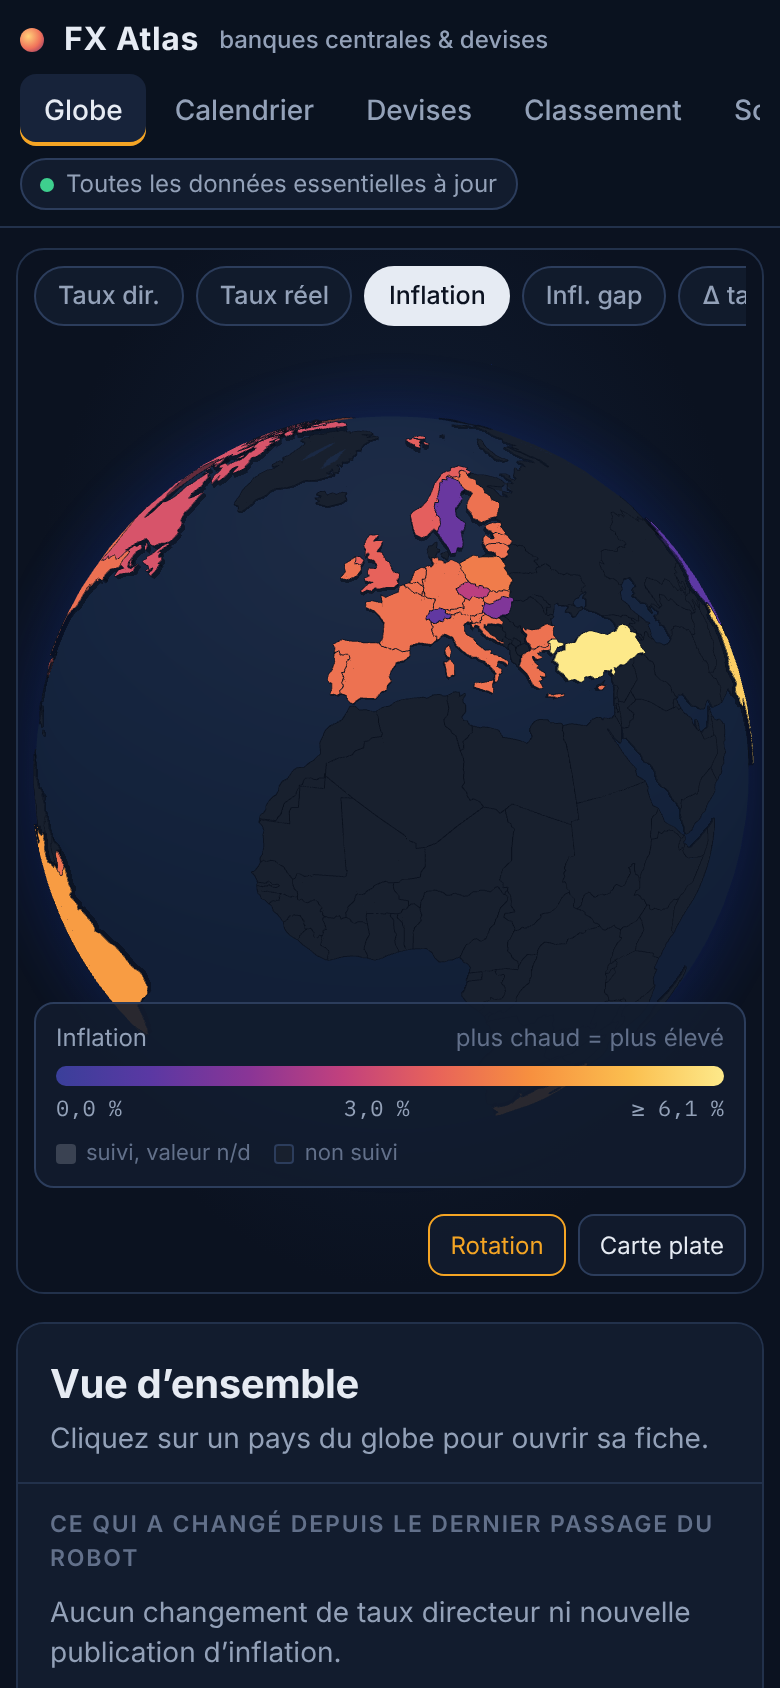 FX Atlas banques centrales & devises
Globe Calendrier Devises Classement
Toutes les données essentielles à jour
Taux dir. Taux réel Inflation Infl. gap Δ ta
Inflation plus chaud = plus élevé
0,0 % 3,0 % ≥ 6,1 %
suivi, valeur n/d non suivi
Rotation Carte plate
Vue d’ensemble
Cliquez sur un pays du globe pour ouvrir sa fiche.
CE QUI A CHANGÉ DEPUIS LE DERNIER PASSAGE DU
ROBOT
Aucun changement de taux directeur ni nouvelle
publication d’inflation.